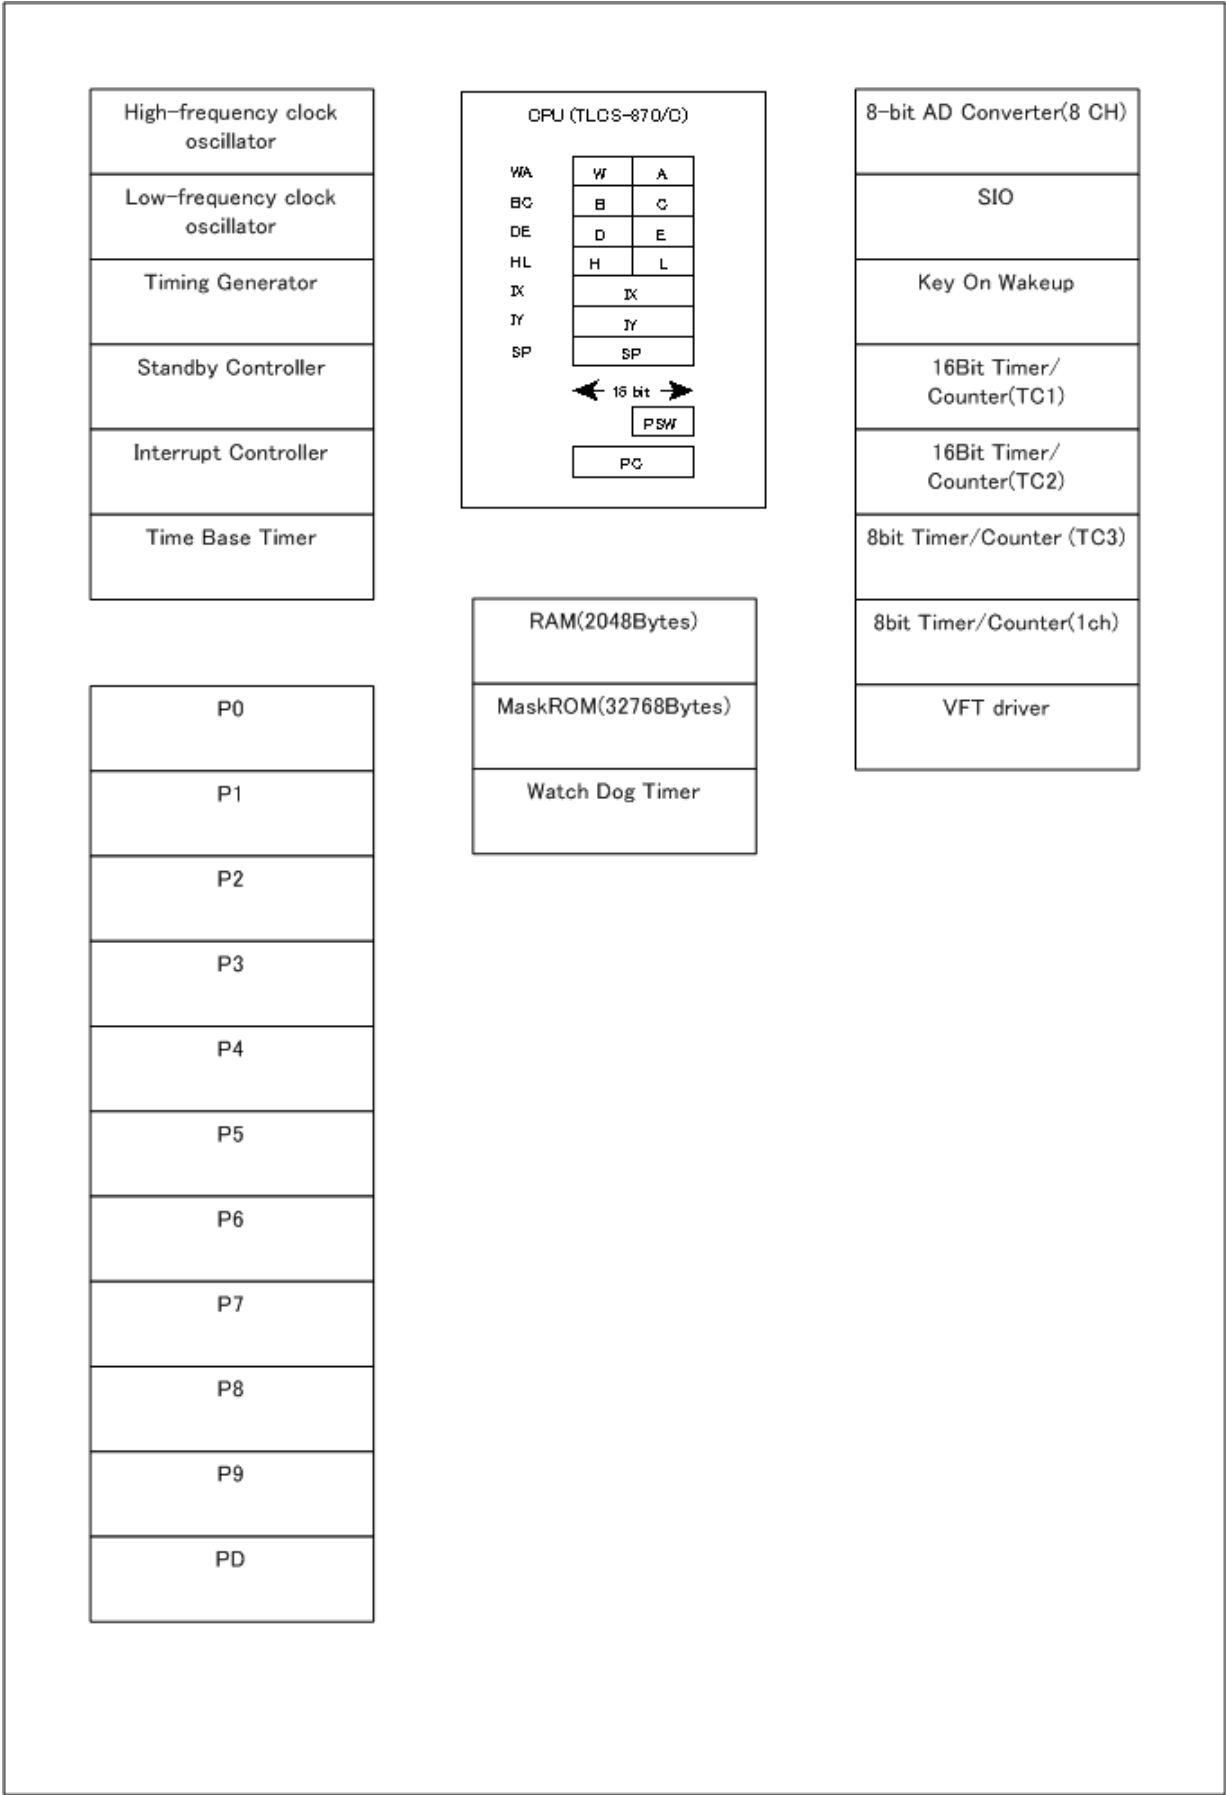 High-frequency clock
oscillator
Low-frequency clock
oscillator
Timing Generator
Standby Controller
Interrupt Controller
Time Base Timer
P0
P1
P2
P3
P4
P5
P6
P7
P8
P9
PD
CPU (TLCS-870/C)
WA W A
BC B C
DE D E
HL H L
IX IX
IY IY
SP SP
16 bit
PSW
PC
RAM(2048Bytes)
MaskROM(32768Bytes)
Watch Dog Timer
8-bit AD Converter(8 CH)
SIO
Key On Wakeup
16Bit Timer/
Counter(TC1)
16Bit Timer/
Counter(TC2)
8bit Timer/Counter (TC3)
8bit Timer/Counter(1ch)
VFT driver